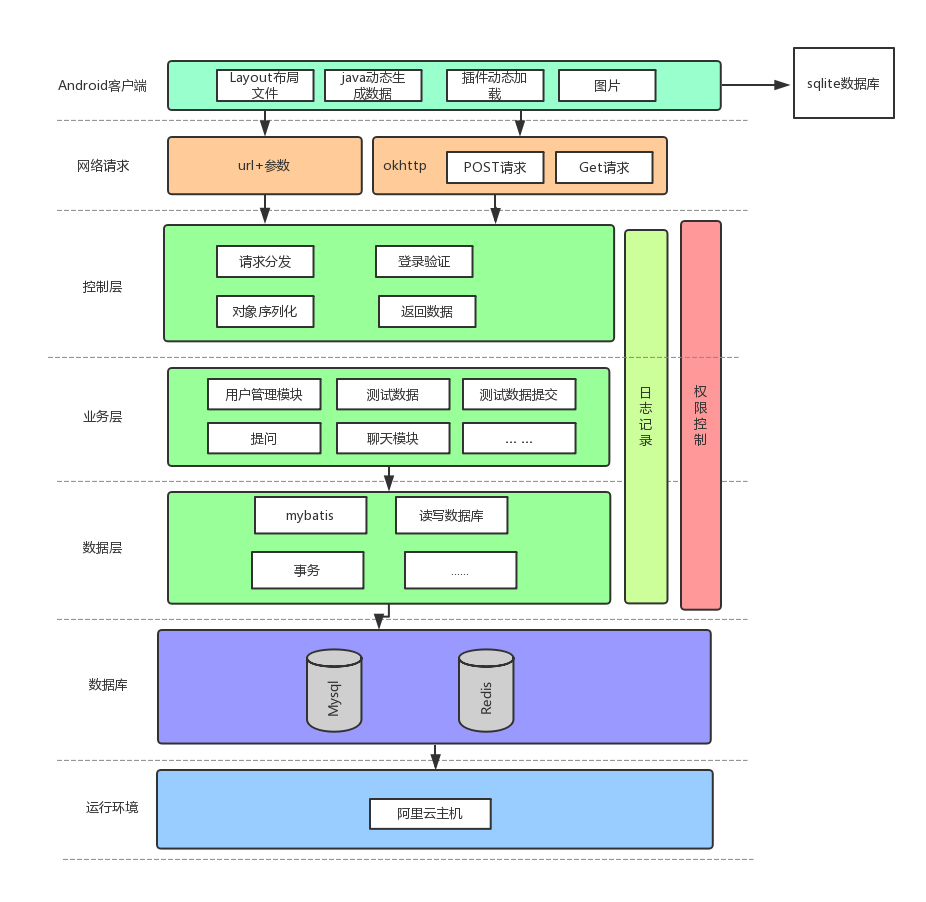 Android客户端
Layout布局
文件
java动态生
成数据
插件动态加
载
图片
sqlite数据库
网络请求
url+参数
okhttp
POST请求
Get请求
控制层
请求分发
登录验证
对象序列化
返回数据
业务层
用户管理模块
测试数据
测试数据提交
提问
聊天模块
... ...
日
志
记
录
权
限
控
制
数据层
mybatis
读写数据库
事务
......
数据库
Mysql
Redis
运行环境
阿里云主机